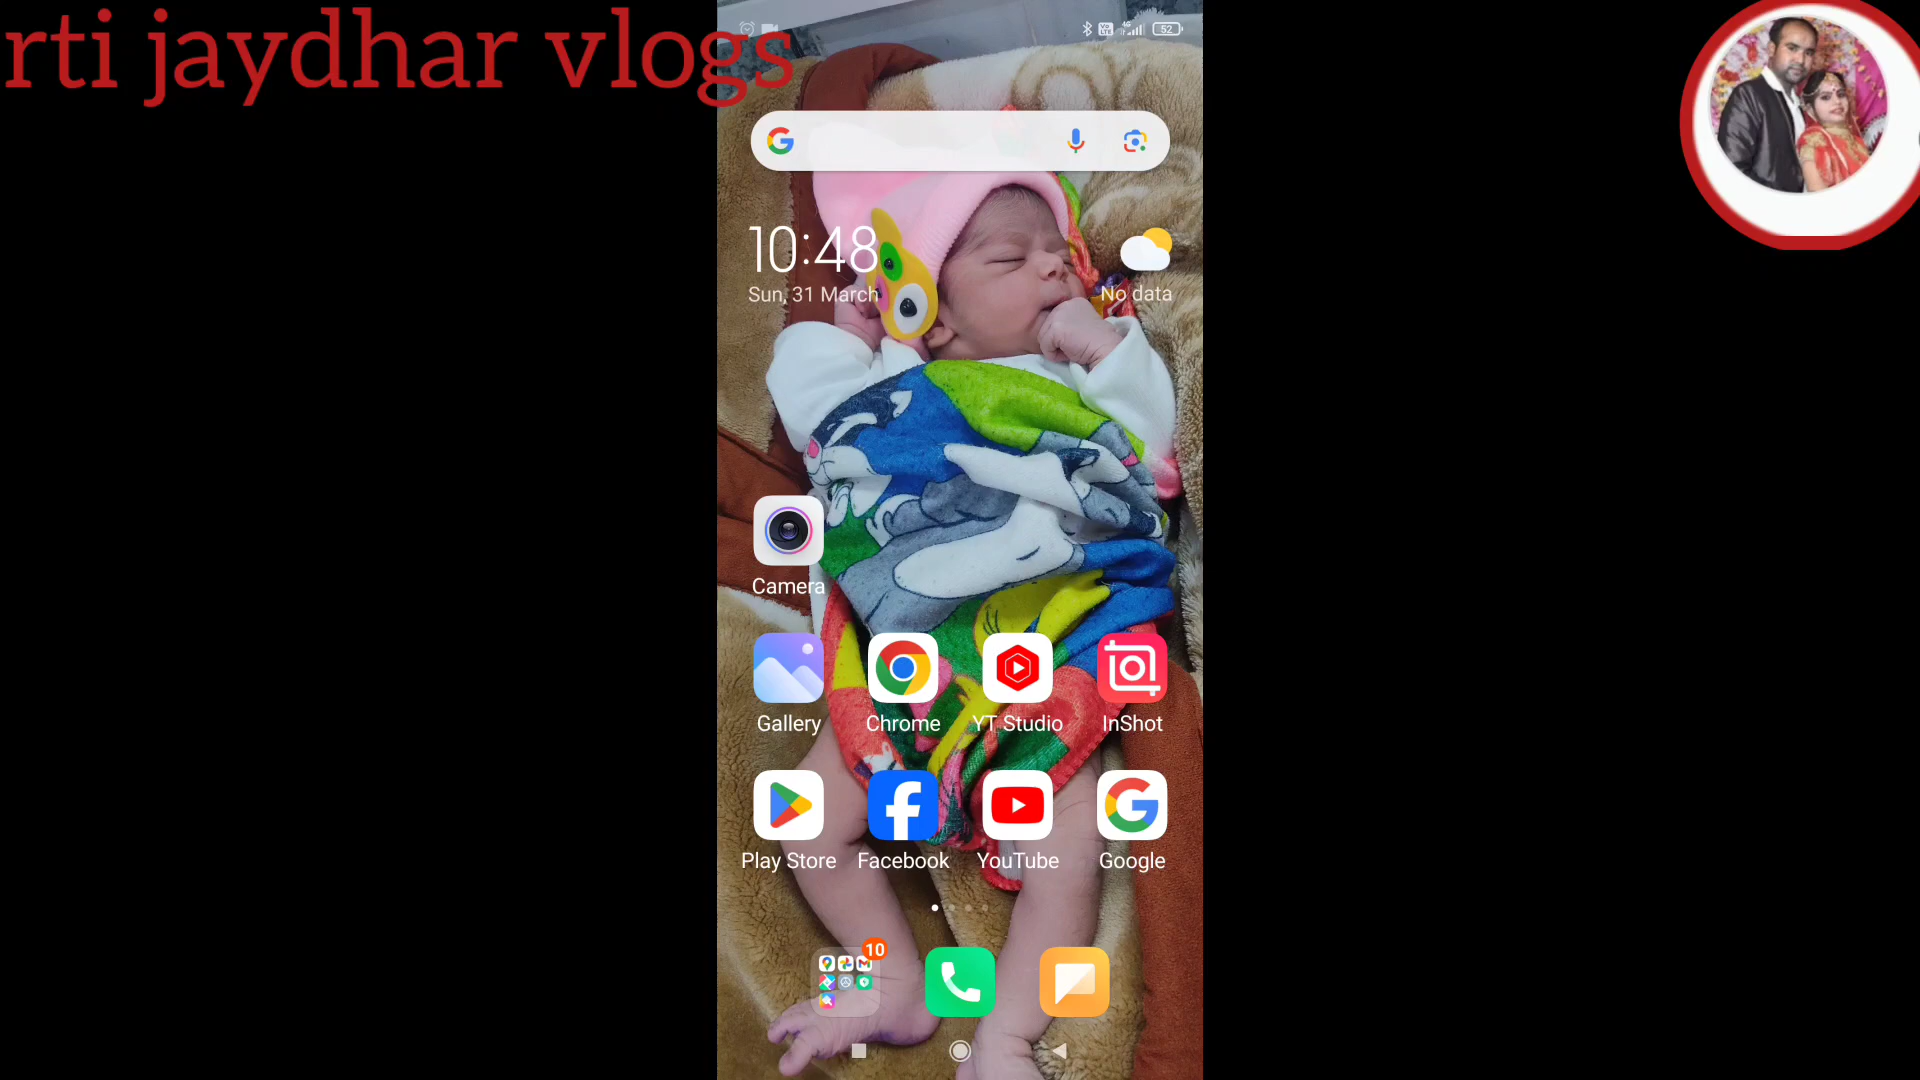 rti jaydhar vlogs
52
10:48
Sun, 31 March
No data
Camera
Gallery
Chrome
YT Studio
InShot
Play Store
Facebook
YouTube
Google
10